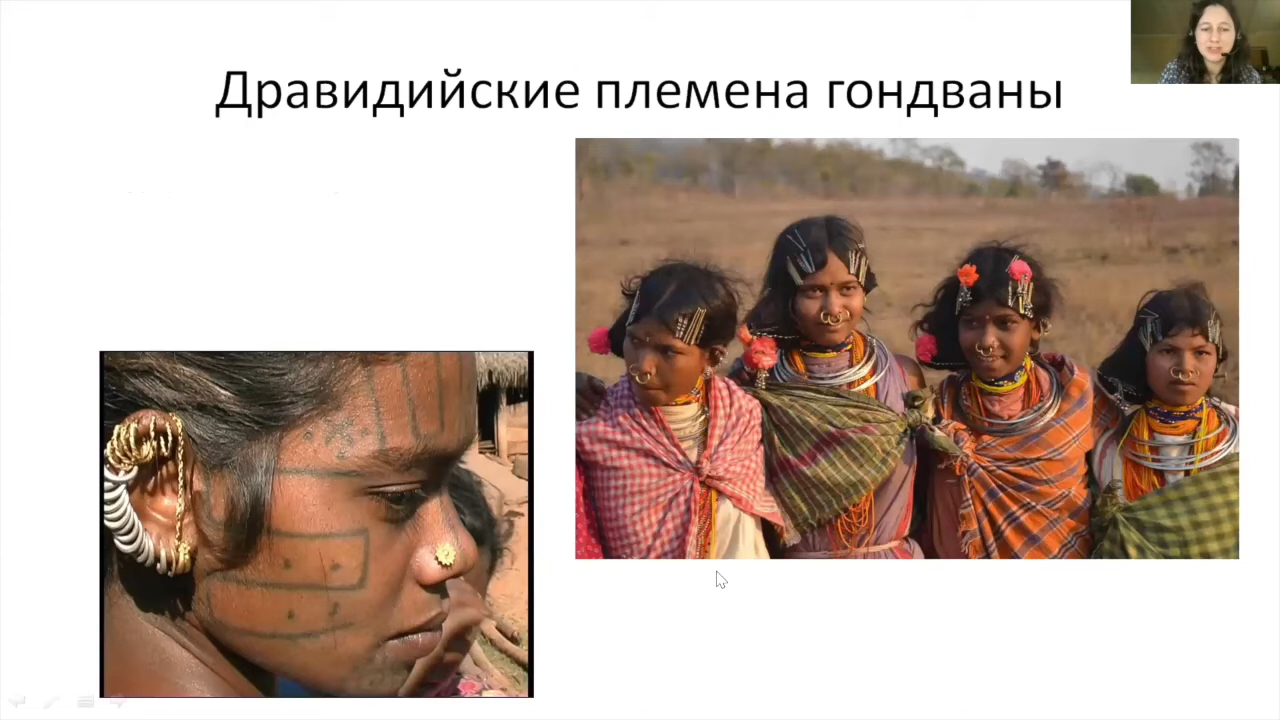 Дравидийские племена гондваны